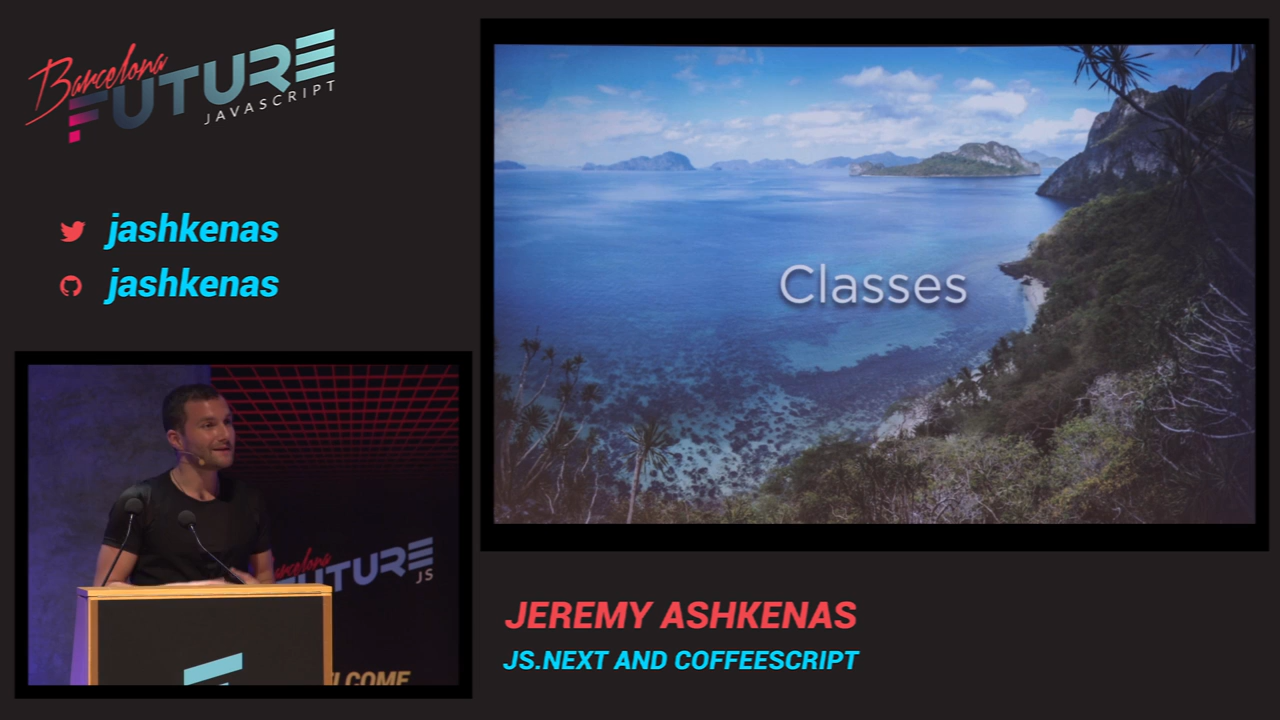 Barcelona
FUTURE
JAVASCRIPT
jashkenas
jashkenas
Classes
Barcelona
FUTURE
JS
JEREMY ASHKENAS
JS.NEXT AND COFFEESCRIPT